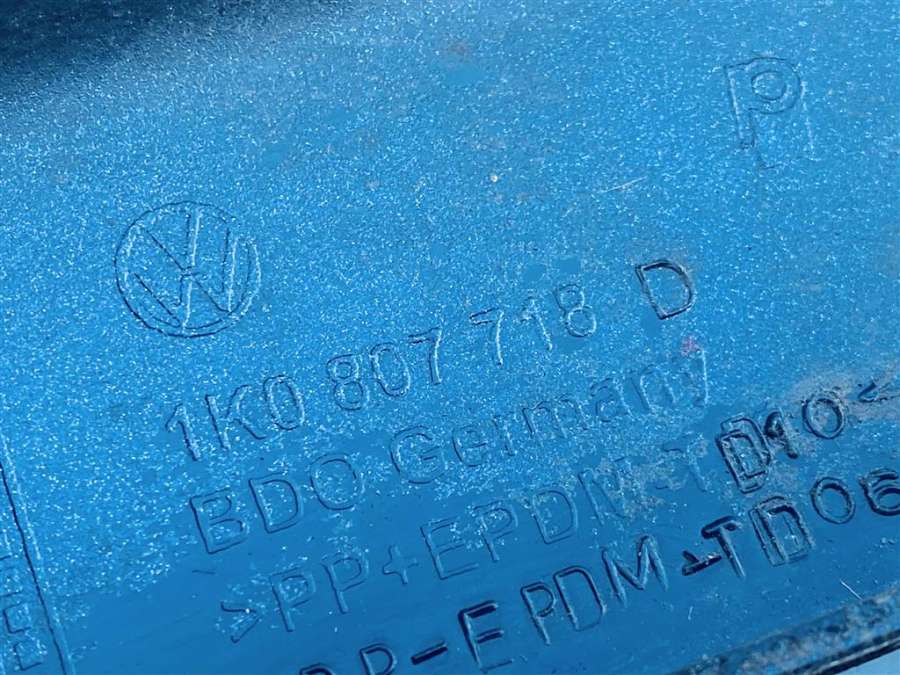 P
1K0 807 718 D
BDO Germany
>PP+EPDM-TD10<
PP-EPDM-TD06